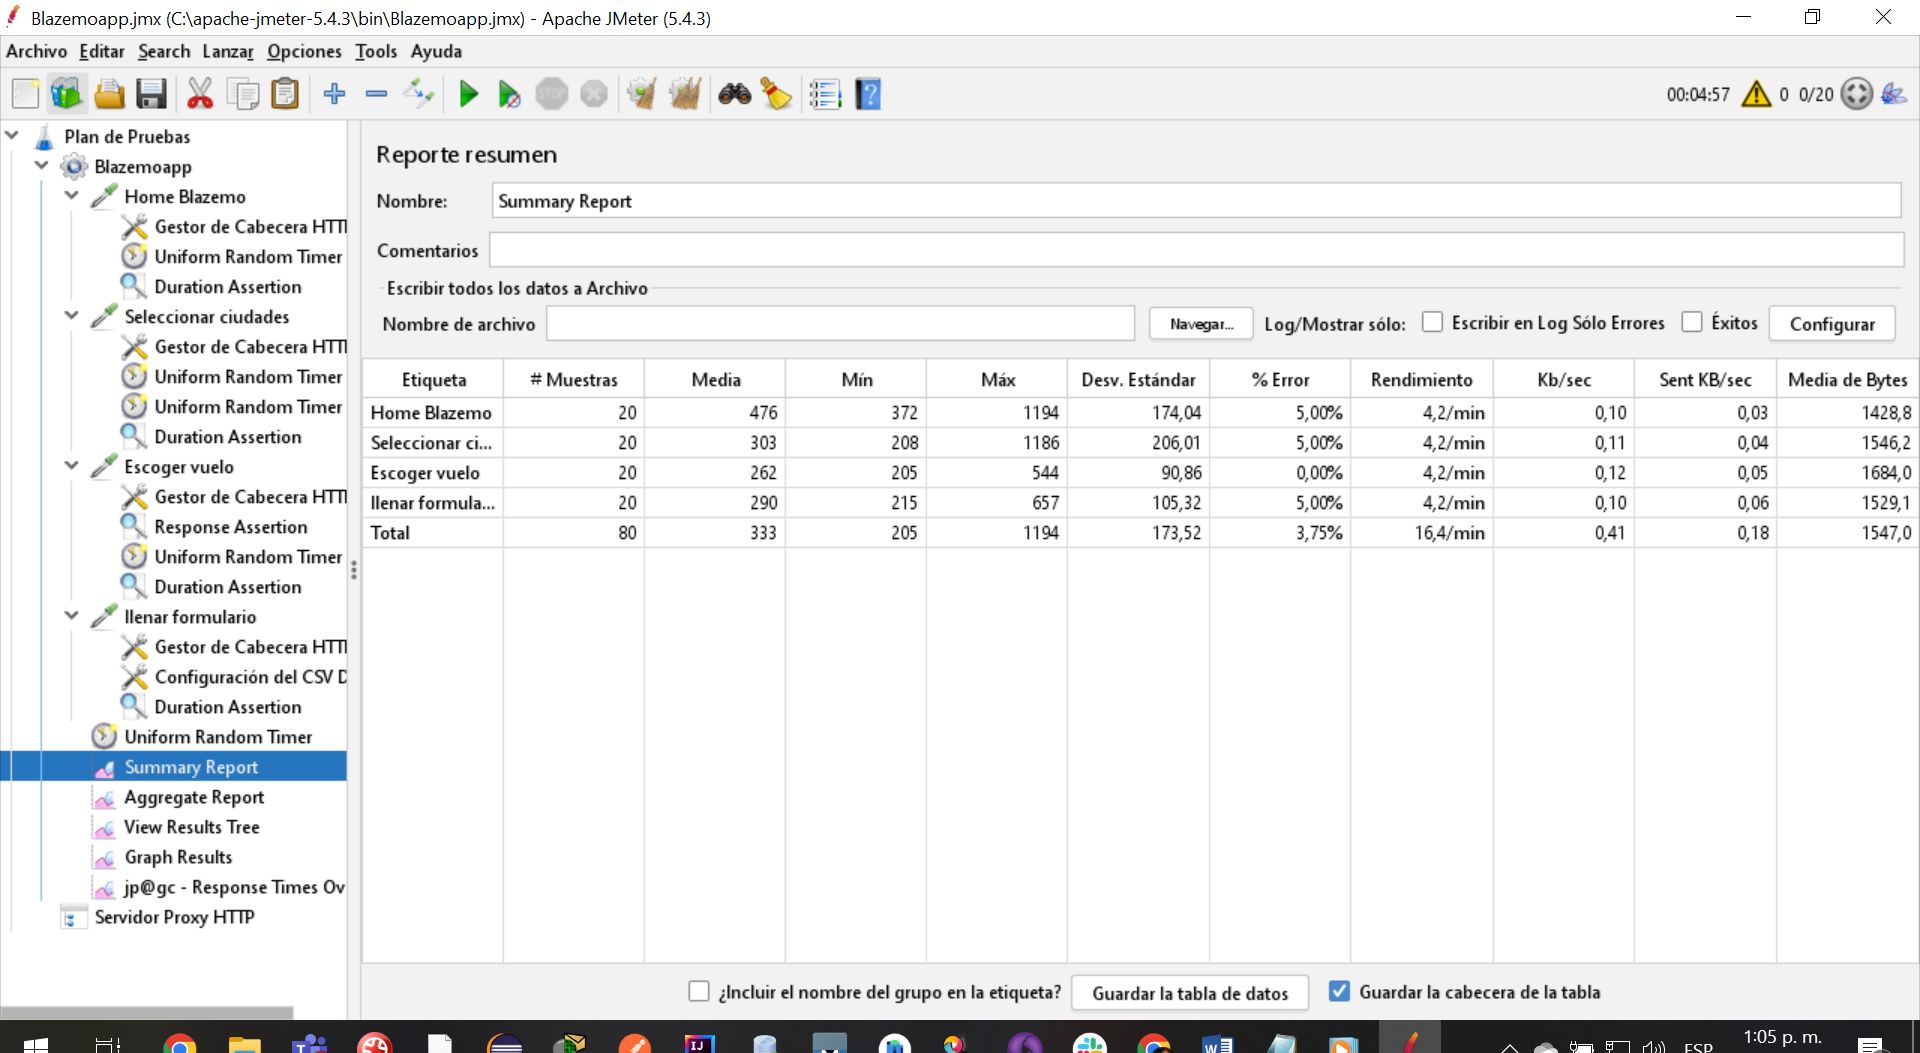 Blazemoapp.jmx (C:\apache-jmeter-5.4.3\bin\Blazemoapp.jmx) - Apache JMeter (5.4.3)
Archivo Editar Search Lanzar Opciones Tools Ayuda
STOP
00:04:57 0 0/20
Plan de Pruebas
Blazemoapp
Home Blazemo
Gestor de Cabecera HTT
Uniform Random Timer
Duration Assertion
Seleccionar ciudades
Gestor de Cabecera HTT
Uniform Random Timer
Uniform Random Timer
Duration Assertion
Escoger vuelo
Gestor de Cabecera HTT
Response Assertion
Uniform Random Timer
Duration Assertion
llenar formulario
Gestor de Cabecera HTT
Configuración del CSV D
Duration Assertion
Uniform Random Timer
Summary Report
Aggregate Report
View Results Tree
Graph Results
jp@gc - Response Times Ov
Servidor Proxy HTTP
Reporte resumen
Nombre: Summary Report
Comentarios
Escribir todos los datos a Archivo
Nombre de archivo Navegar... Log/Mostrar sólo: Escribir en Log Sólo Errores Éxitos Configurar
Etiqueta # Muestras Media Mín Máx Desv. Estándar % Error Rendimiento Kb/sec Sent KB/sec Media de Bytes
Home Blazemo 20 476 372 1194 174,04 5,00% 4,2/min 0,10 0,03 1428,8
Seleccionar ci... 20 303 208 1186 206,01 5,00% 4,2/min 0,11 0,04 1546,2
Escoger vuelo 20 262 205 544 90,86 0,00% 4,2/min 0,12 0,05 1684,0
llenar formula... 20 290 215 657 105,32 5,00% 4,2/min 0,10 0,06 1529,1
Total 80 333 205 1194 173,52 3,75% 16,4/min 0,41 0,18 1547,0
¿Incluir el nombre del grupo en la etiqueta? Guardar la tabla de datos Guardar la cabecera de la tabla
IJ
ESP
1:05 p. m.